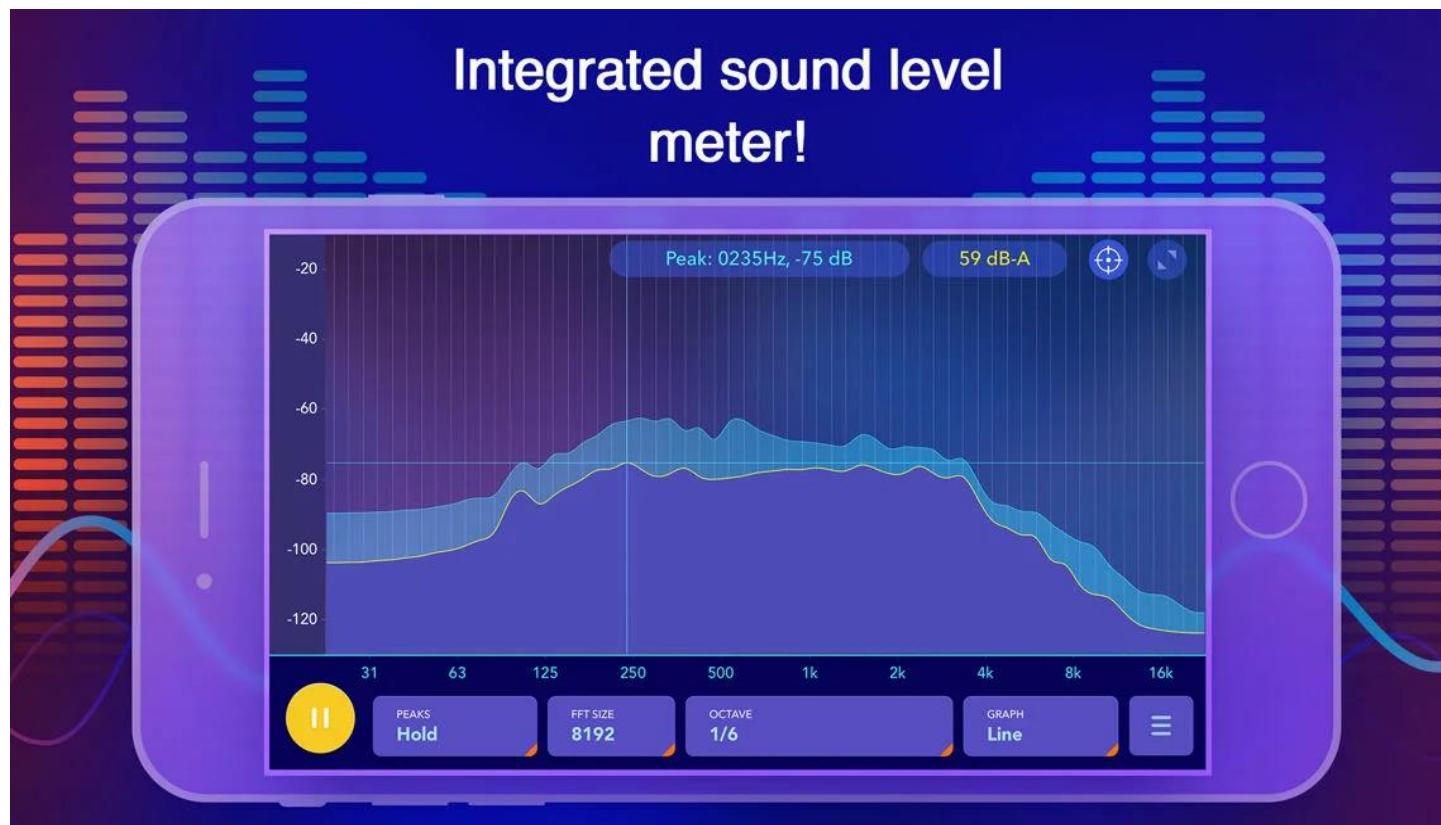 Integrated sound level
meter!
Peak: 0235Hz, -75 dB
59 dB-A
-20
-40
-60
-80
-100
-120
31 63 125 250 500 1k 2k 4k 8k 16k
PEAKS
Hold
FFT SIZE
8192
OCTAVE
1/6
GRAPH
Line